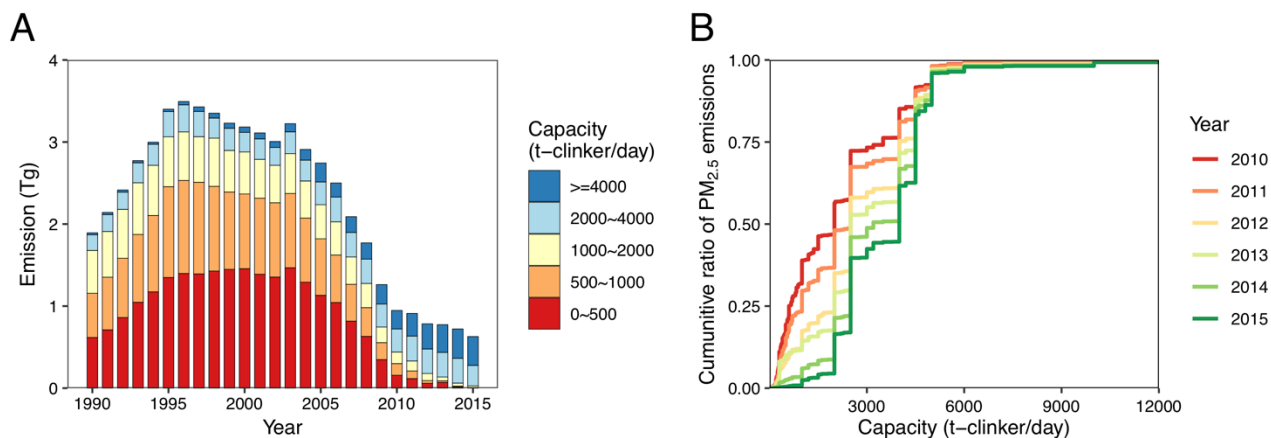 A
Emission (Tg)
4
3
2
1
0
1990 1995 2000 2005 2010 2015
Year
Capacity
(t-clinker/day)
>=4000
2000~4000
1000~2000
500~1000
0~500
B
Cumunitive ratio of PM2.5 emissions
1.00
0.75
0.50
0.25
0.00
3000 6000 9000 12000
Capacity (t-clinker/day)
Year
2010
2011
2012
2013
2014
2015